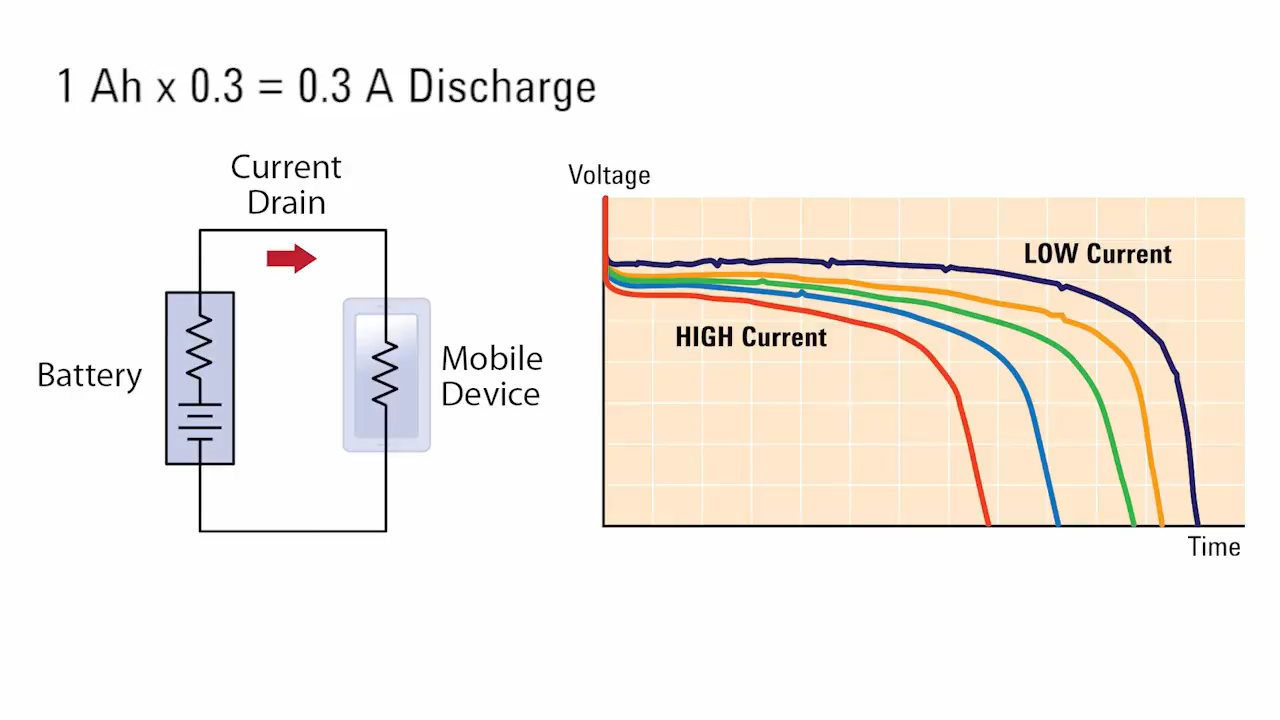 1 Ah x 0.3 = 0.3 A Discharge
Current
Drain
Battery
Mobile
Device
Voltage
LOW Current
HIGH Current
Time